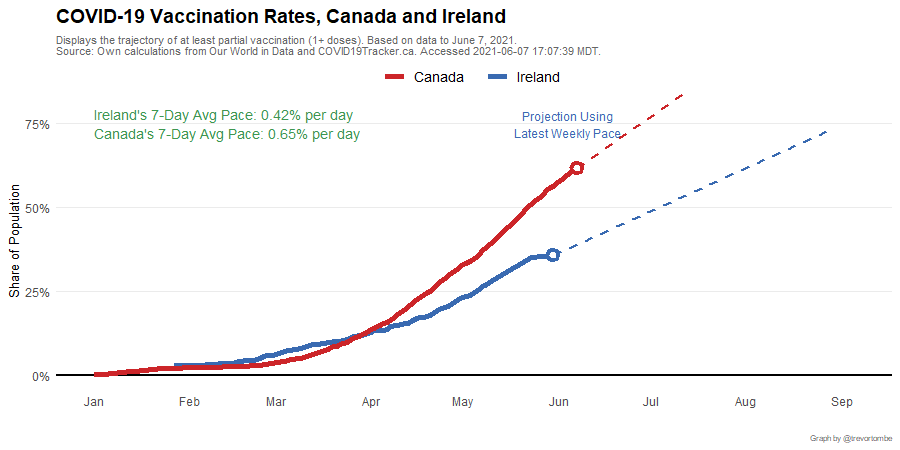 COVID-19 Vaccination Rates, Canada and Ireland
Displays the trajectory of at least partial vaccination (1+ doses). Based on data to June 7, 2021.
Source: Own calculations from Our World in Data and COVID19Tracker.ca. Accessed 2021-06-07 17:07:39 MDT.
Canada
Ireland
Ireland's 7-Day Avg Pace: 0.42% per day
Canada's 7-Day Avg Pace: 0.65% per day
Projection Using
Latest Weekly Pace
Share of Population
75%
50%
25%
0%
Jan
Feb
Mar
Apr
May
Jun
Jul
Aug
Sep
Graph by @trevortombe